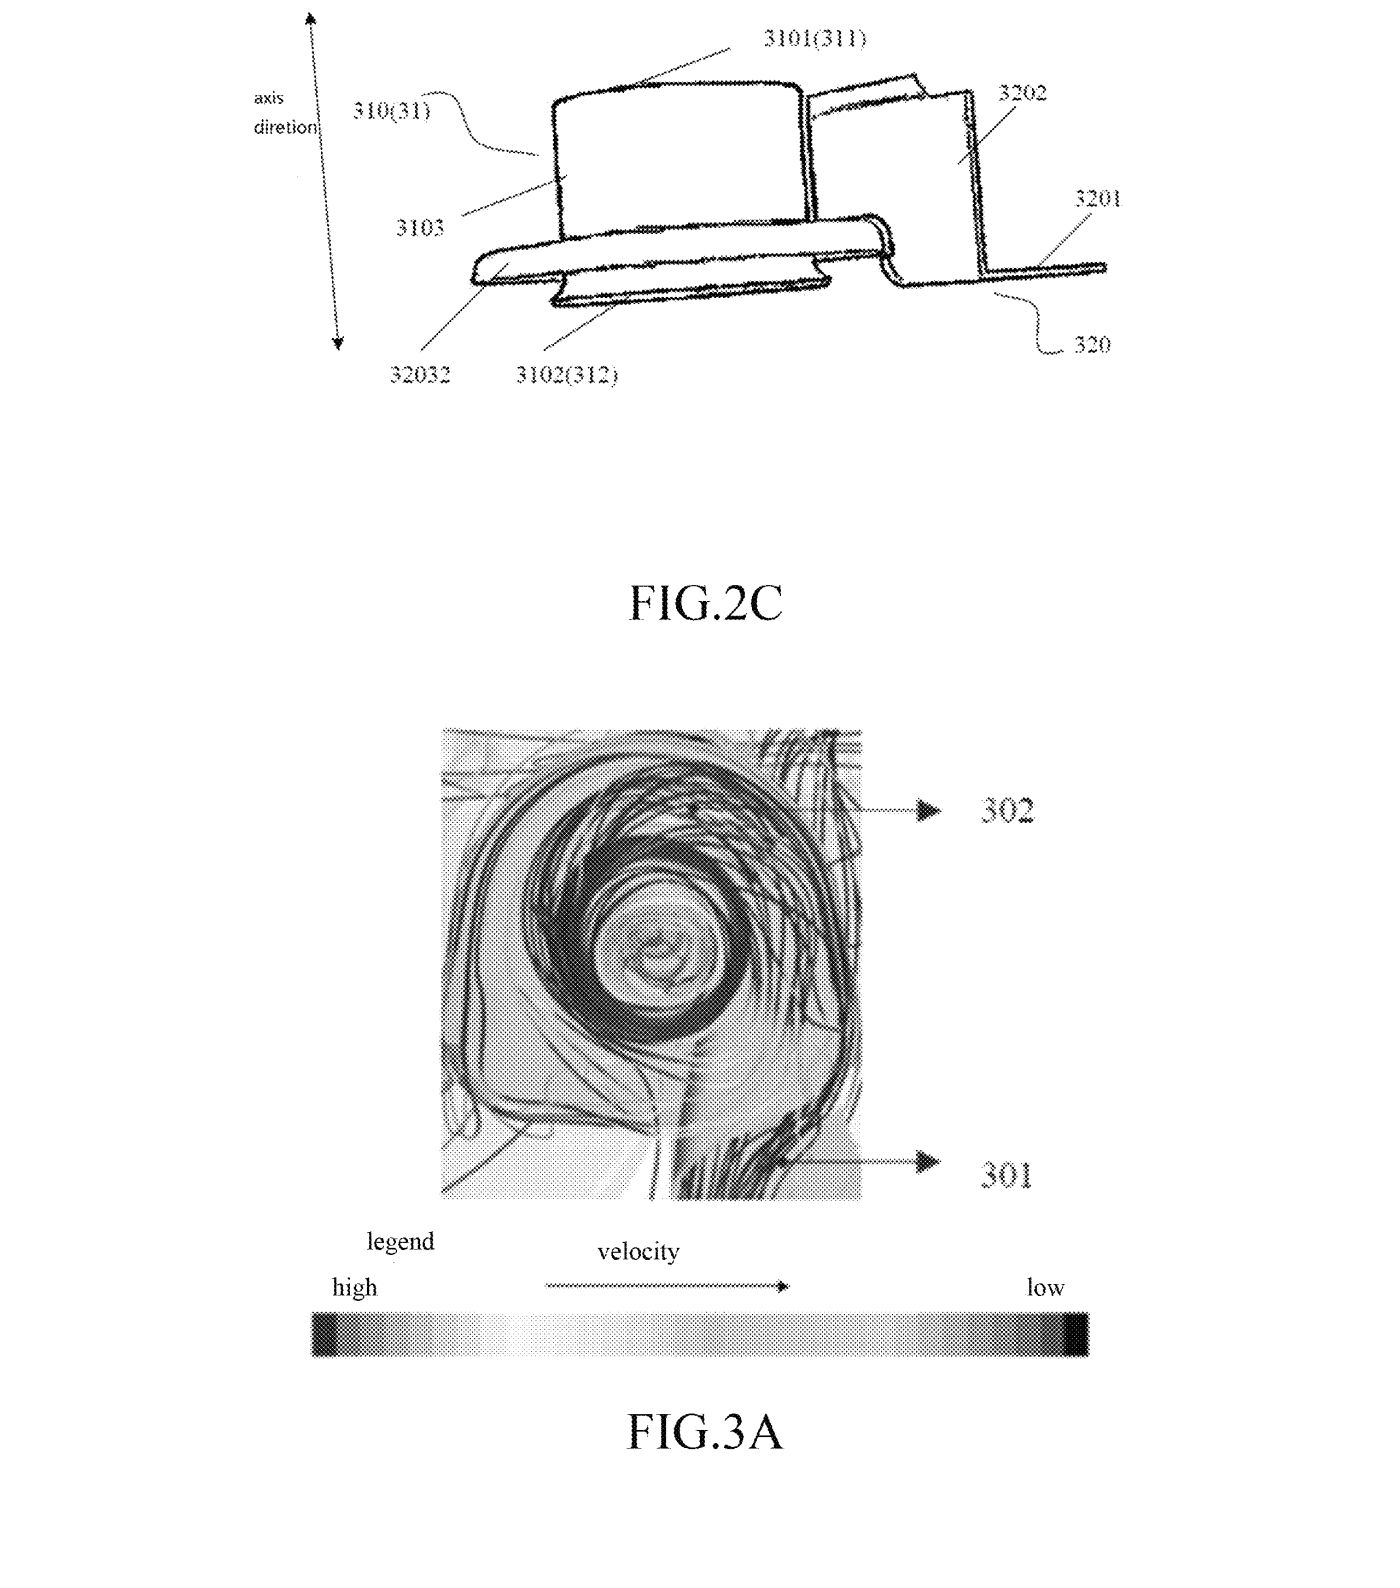 3101(311)
axis
diretion
310(31)
3202
3103
3201
32032
3102(312)
320
FIG.2C
302
301
legend
velocity
high
low
FIG.3A